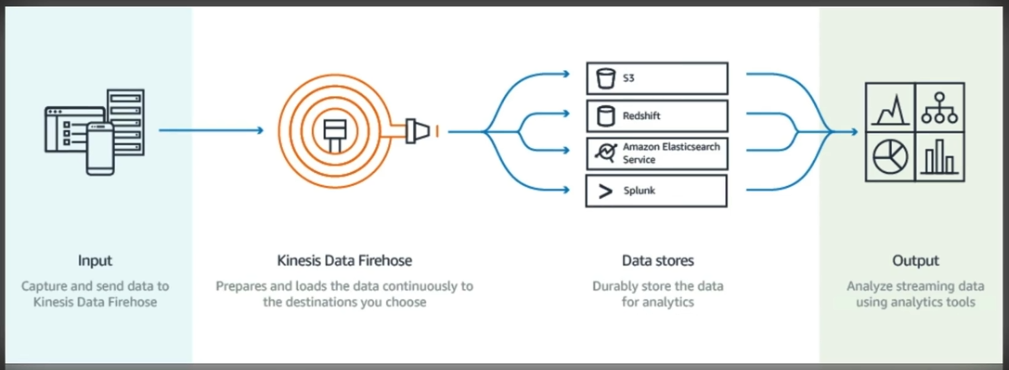 S3
Redshift
Amazon Elasticsearch
Service
Splunk
Input
Capture and send data to
Kinesis Data Firehose
Kinesis Data Firehose
Prepares and loads the data continuously to
the destinations you choose
Data stores
Durably store the data
for analytics
Output
Analyze streaming data
using analytics tools